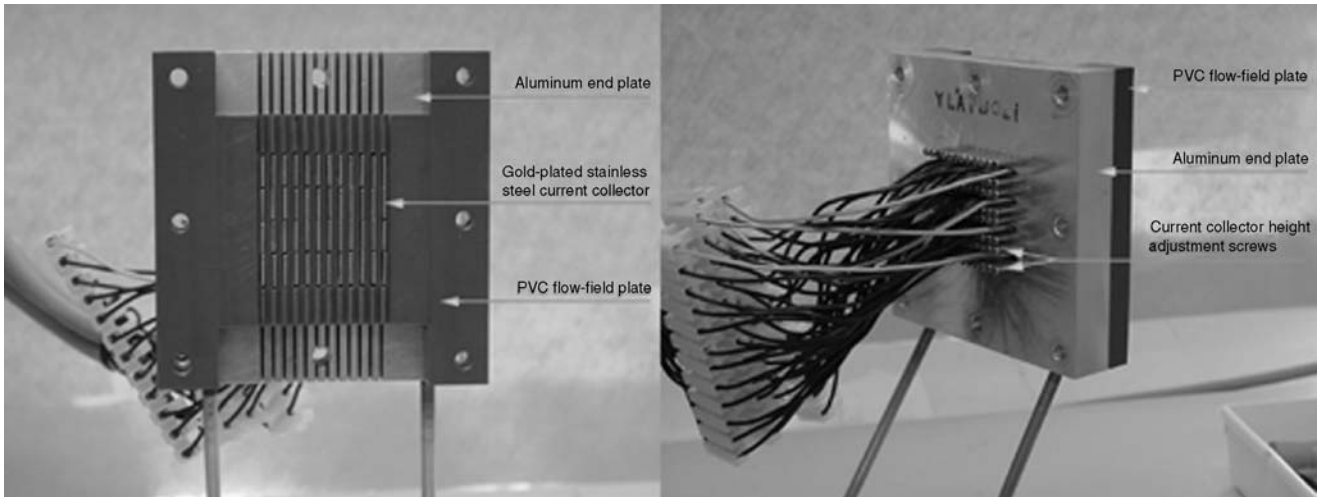 Aluminum end plate
Gold-plated stainless
steel current collector
PVC flow-field plate
PVC flow-field plate
YLÄPUOLI
Aluminum end plate
Current collector height
adjustment screws